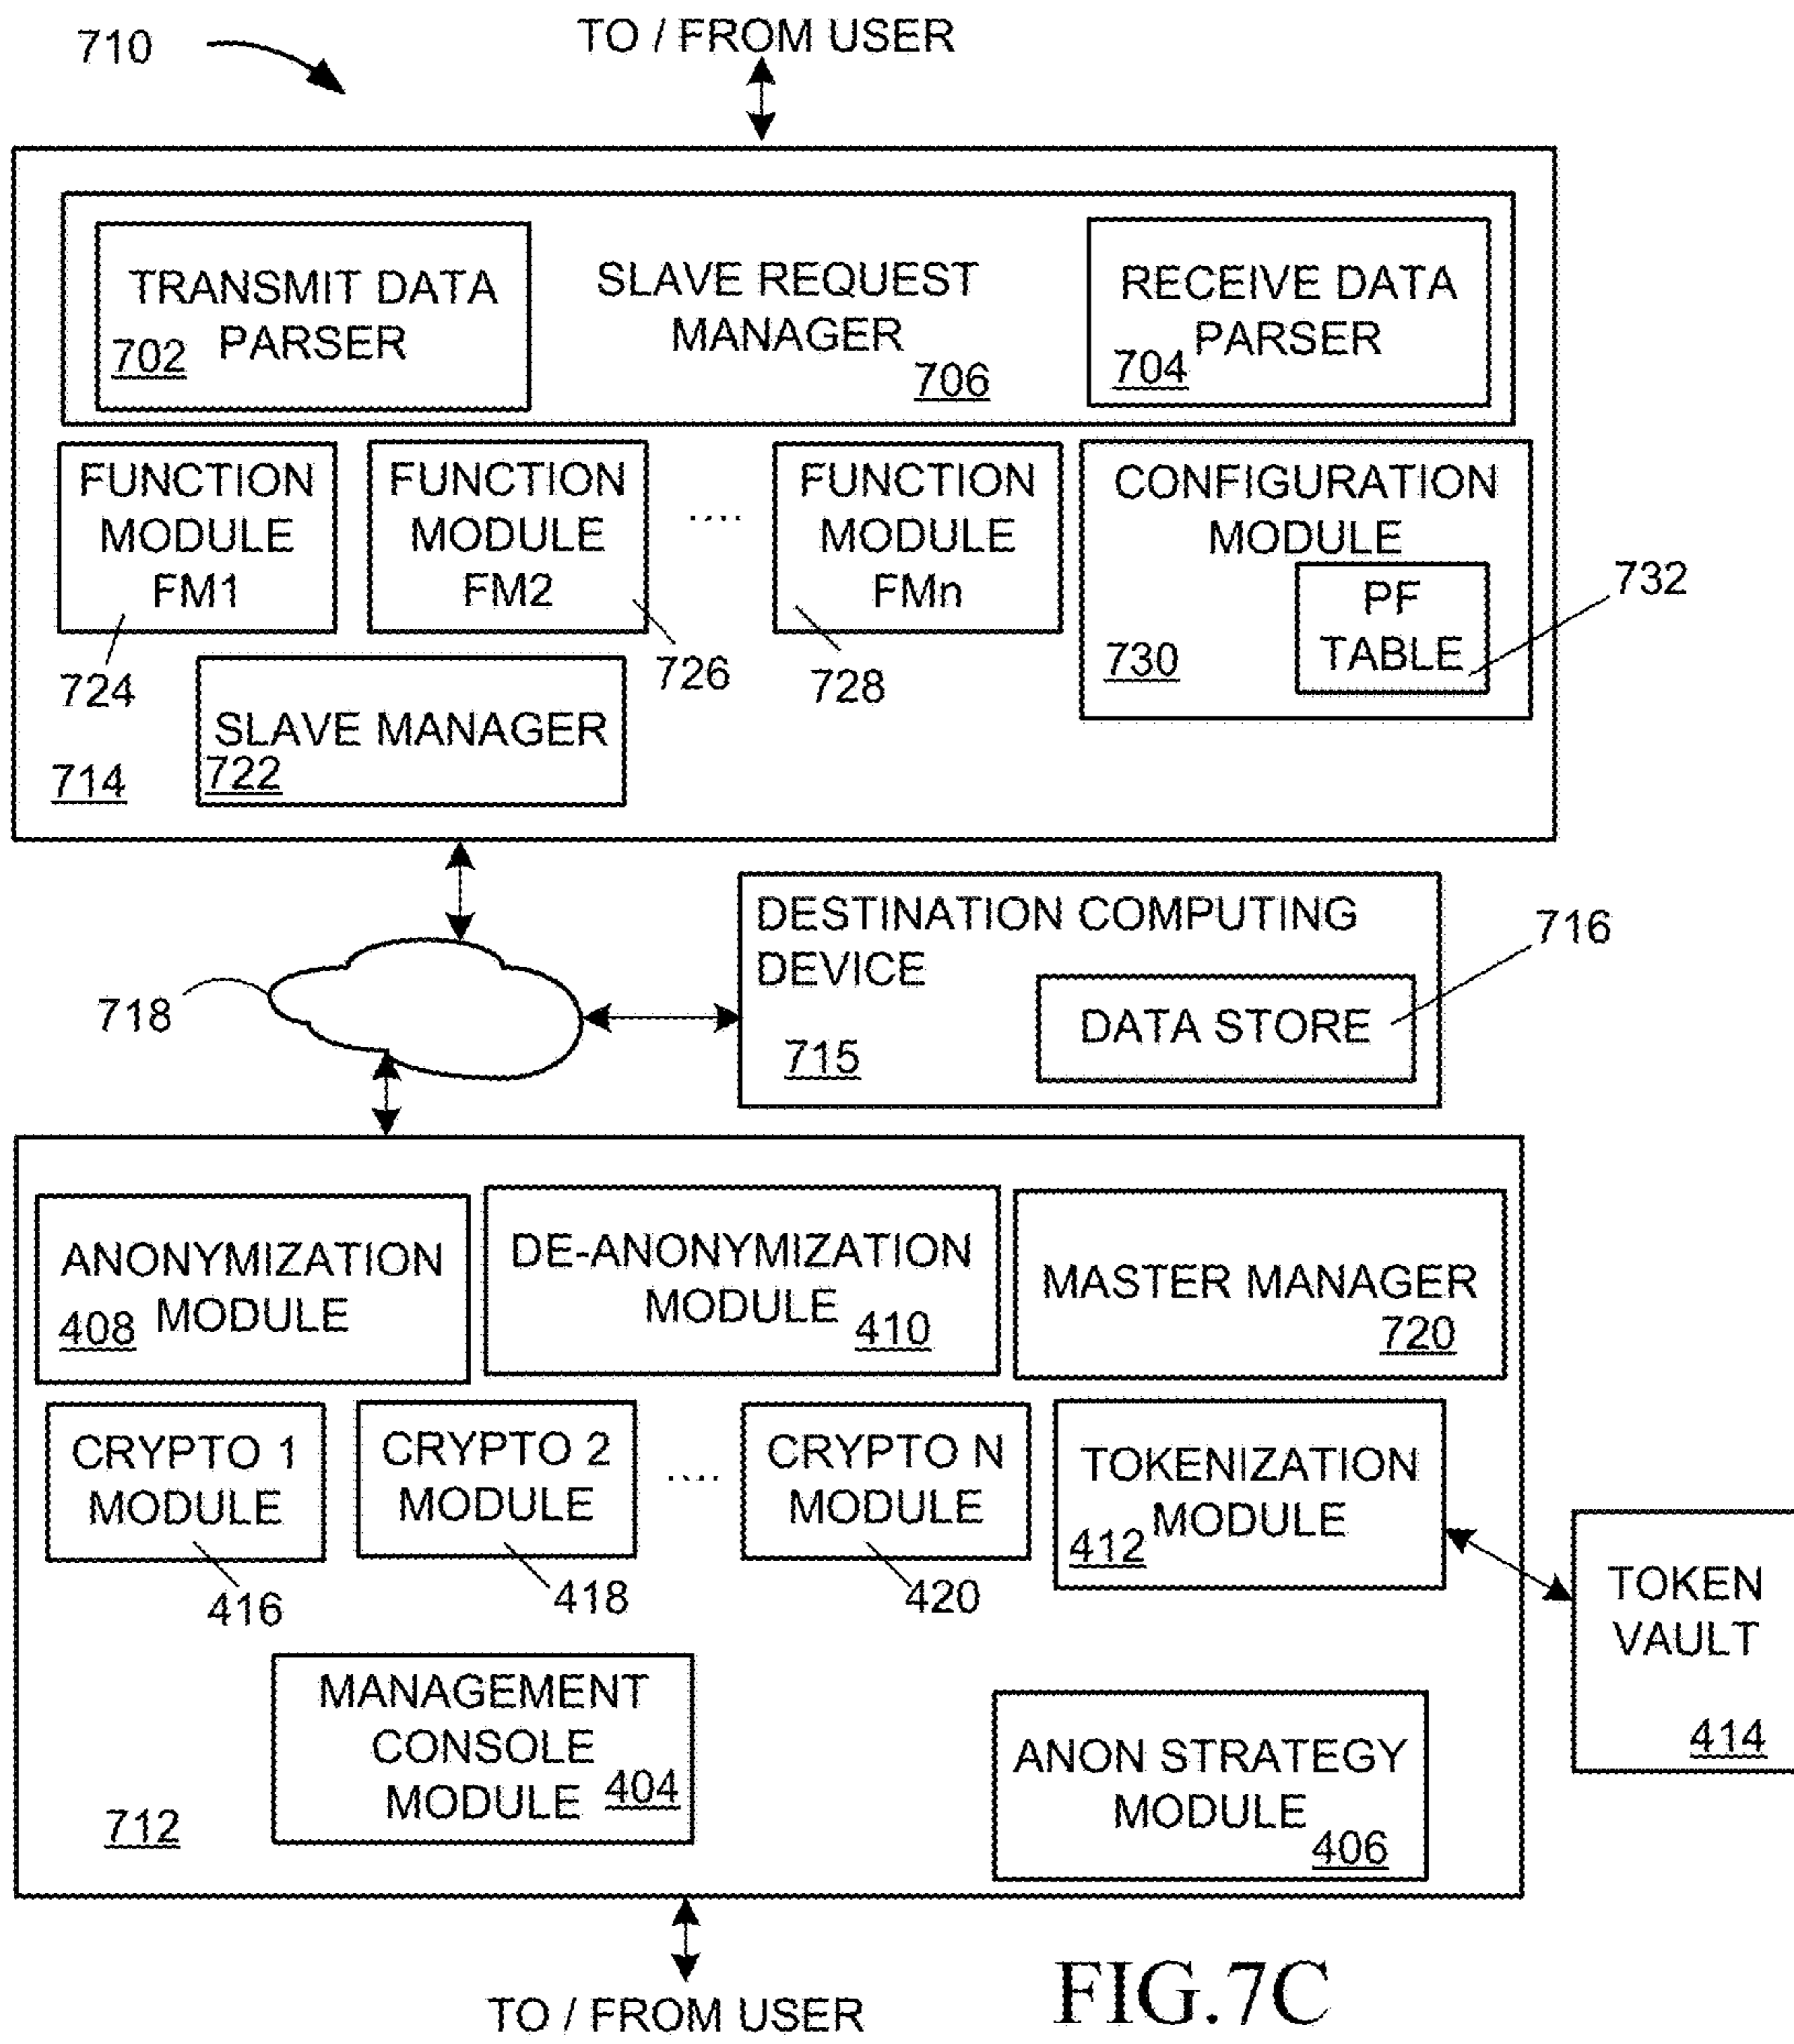 710
TO / FROM USER
TRANSMIT DATA
PARSER
702
SLAVE REQUEST
MANAGER
706
RECEIVE DATA
PARSER
704
FUNCTION
MODULE
FM1
724
FUNCTION
MODULE
FM2
726
....
FUNCTION
MODULE
FMn
728
CONFIGURATION
MODULE
730
PF
TABLE
732
SLAVE MANAGER
722
714
718
DESTINATION COMPUTING
DEVICE
715
DATA STORE
716
ANONYMIZATION
MODULE
408
DE-ANONYMIZATION
MODULE
410
MASTER MANAGER
720
CRYPTO 1
MODULE
416
CRYPTO 2
MODULE
418
....
CRYPTO N
MODULE
420
TOKENIZATION
MODULE
412
TOKEN
VAULT
414
MANAGEMENT
CONSOLE
MODULE
404
ANON STRATEGY
MODULE
406
712
TO / FROM USER
FIG.7C